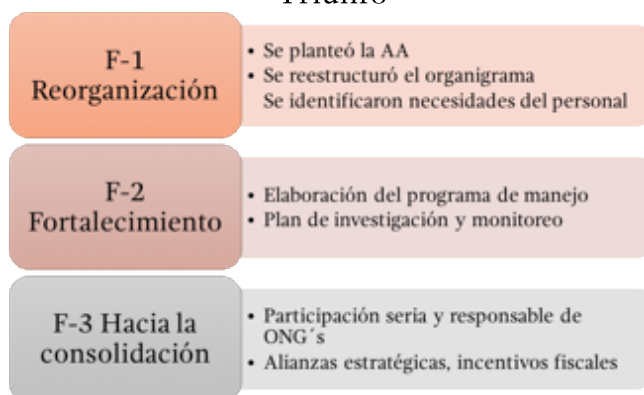 Triunfo
F-1
Reorganización
• Se planteó la AA
• Se reestructuró el organigrama
Se identificaron necesidades del personal
F-2
Fortalecimiento
• Elaboración del programa de manejo
• Plan de investigación y monitoreo
F-3 Hacia la
consolidación
• Participación seria y responsable de
ONG´s
• Alianzas estratégicas, incentivos fiscales